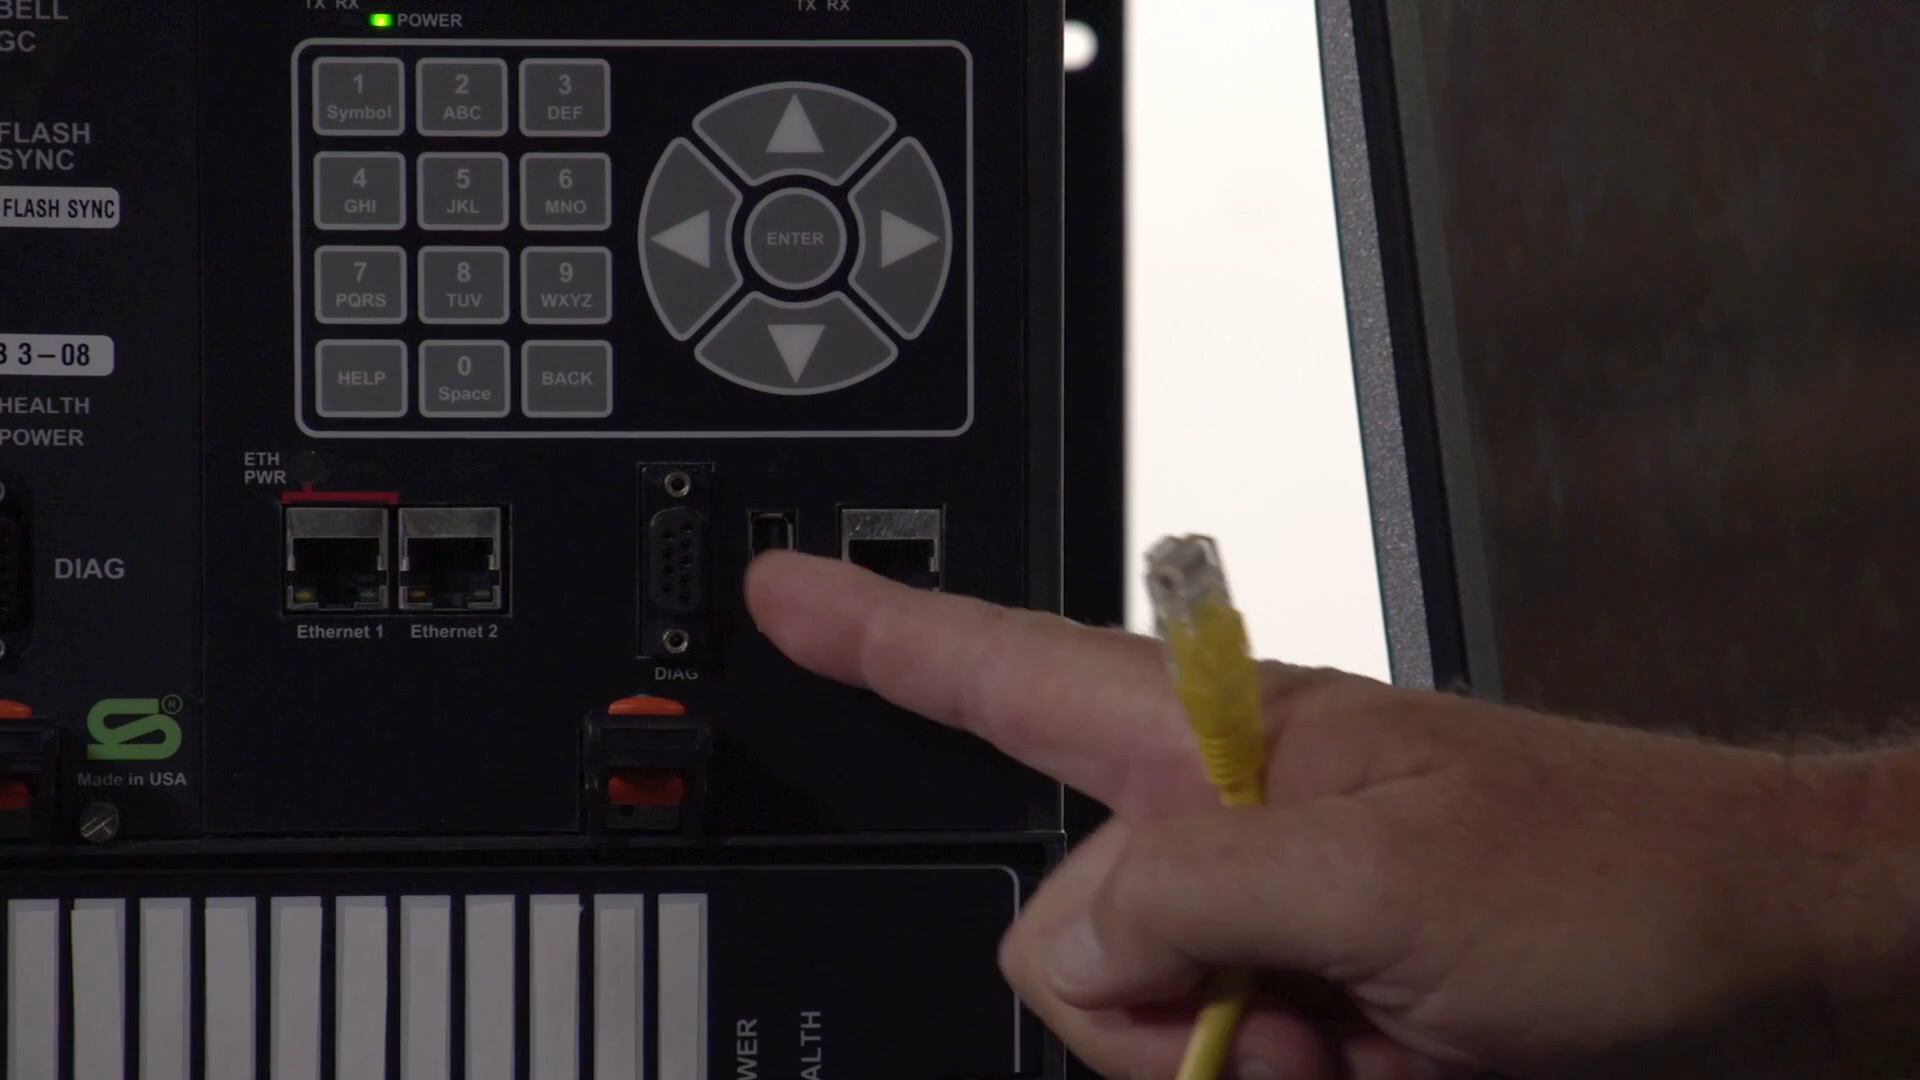 BELL
GC
FLASH
SYNC
FLASH SYNC
3-08
HEALTH
POWER
DIAG
Made in USA
TX RX
POWER
TX RX
1
Symbol
2
ABC
3
DEF
4
GHI
5
JKL
6
MNO
7
PQRS
8
TUV
9
WXYZ
HELP
0
Space
BACK
ENTER
ETH
PWR
Ethernet 1
Ethernet 2
DIAG
WER
ALTH